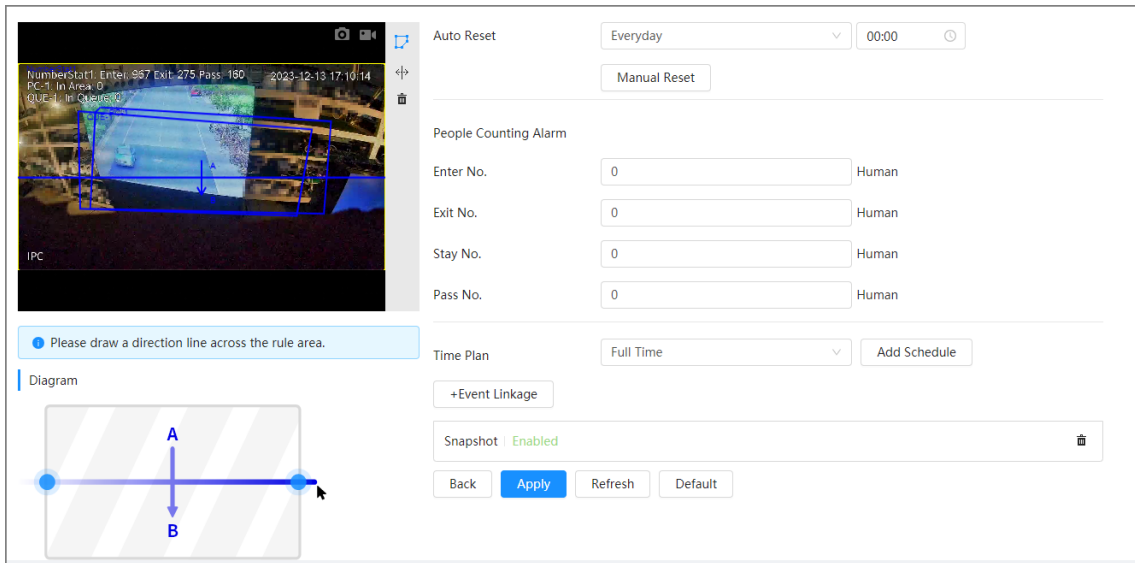 NumberStat1: Enter: 967 Exit: 275 Pass: 160
2023-12-13 17:10:14
PC-1: In Area: 0
QUE-1: In Queue: 0
A
IPC
Please draw a direction line across the rule area.
Diagram
A
B
Auto Reset
Everyday
00:00
Manual Reset
People Counting Alarm
Enter No.
0
Human
Exit No.
0
Human
Stay No.
0
Human
Pass No.
0
Human
Time Plan
Full Time
Add Schedule
+Event Linkage
Snapshot
Enabled
Back
Apply
Refresh
Default